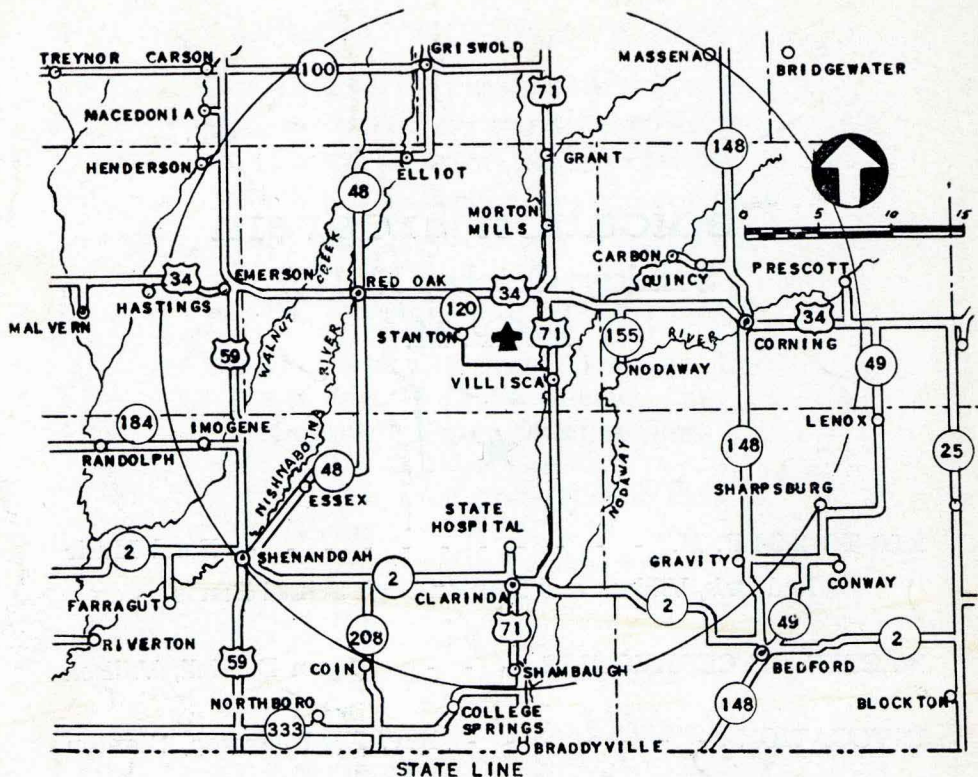 GRISWOLD
TREYNOR
CARSON
100
MASSENA
BRIDGEWATER
71
MACEDONIA
148
HENDERSON
ELLIOT
GRANT
48
0 5 10 15
MORTON
MILLS
CARBON
QUINCY
PRESCOTT
34
EMERSON
WALNUT CREEK
RED OAK
34
HASTINGS
MALVERN
120
STANTON
71
155
RIVER
34
CORNING
NODAWAY
49
59
RIVER
VILLISCA
184
IMOGENE
RANDOLPH
NISHNABOTNA
48
ESSEX
NODAWAY
148
LENOX
25
SHARPSBURG
STATE
HOSPITAL
2
SHENANDOAH
2
CLARINDA
GRAVITY
CONWAY
FARRAGUT
208
71
2
49
2
RIVERTON
59
COIN
SHAMBAUGH
BEDFORD
NORTHBORO
333
COLLEGE
SPRINGS
148
BLOCKTON
BRADDYVILLE
STATE LINE